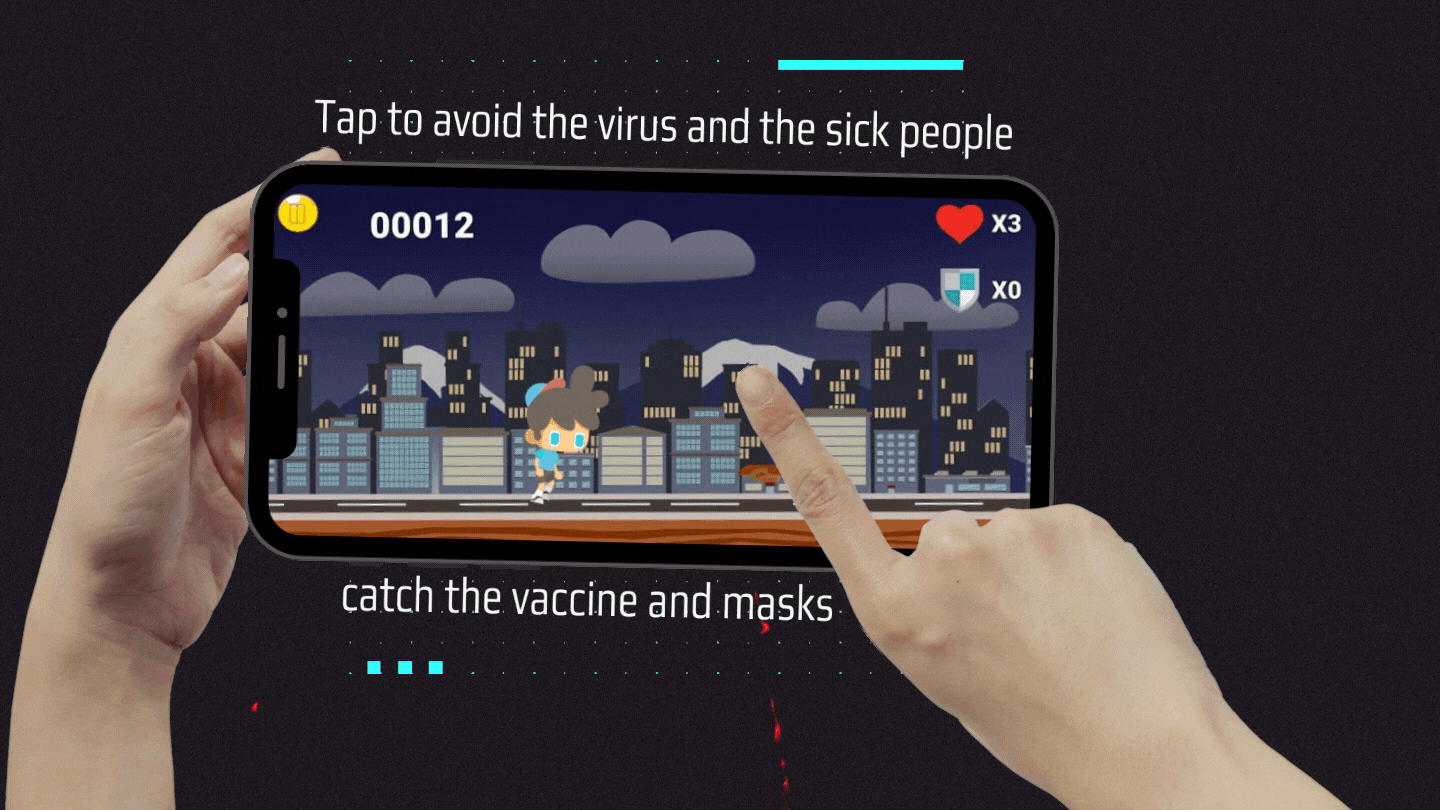 Tap to avoid the virus and the sick people
00012
X3
X0
catch the vaccine and masks